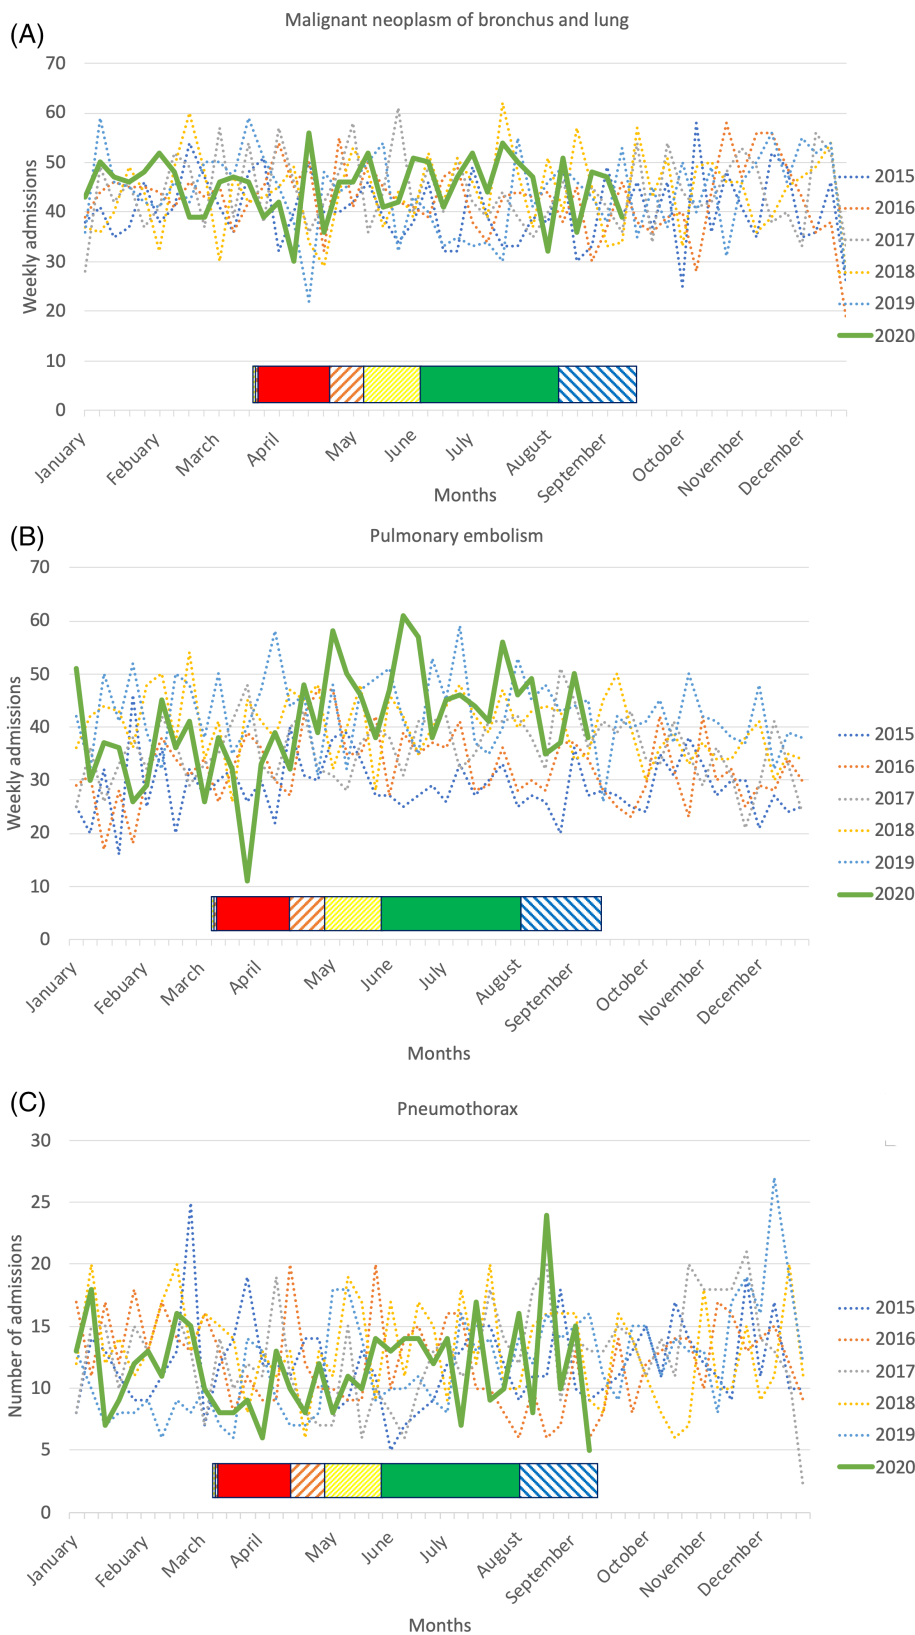 (A)
Malignant neoplasm of bronchus and lung
Weekly admissions
70
60
50
40
30
20
10
0
January
Febuary
March
April
May
June
July
August
September
October
November
December
Months
2015
2016
2017
2018
2019
2020
(B)
Pulmonary embolism
Weekly admissions
70
60
50
40
30
20
10
0
January
Febuary
March
April
May
June
July
August
September
October
November
December
Months
2015
2016
2017
2018
2019
2020
(C)
Pneumothorax
Number of admissions
30
25
20
15
10
5
0
January
Febuary
March
April
May
June
July
August
September
October
November
December
Months
2015
2016
2017
2018
2019
2020